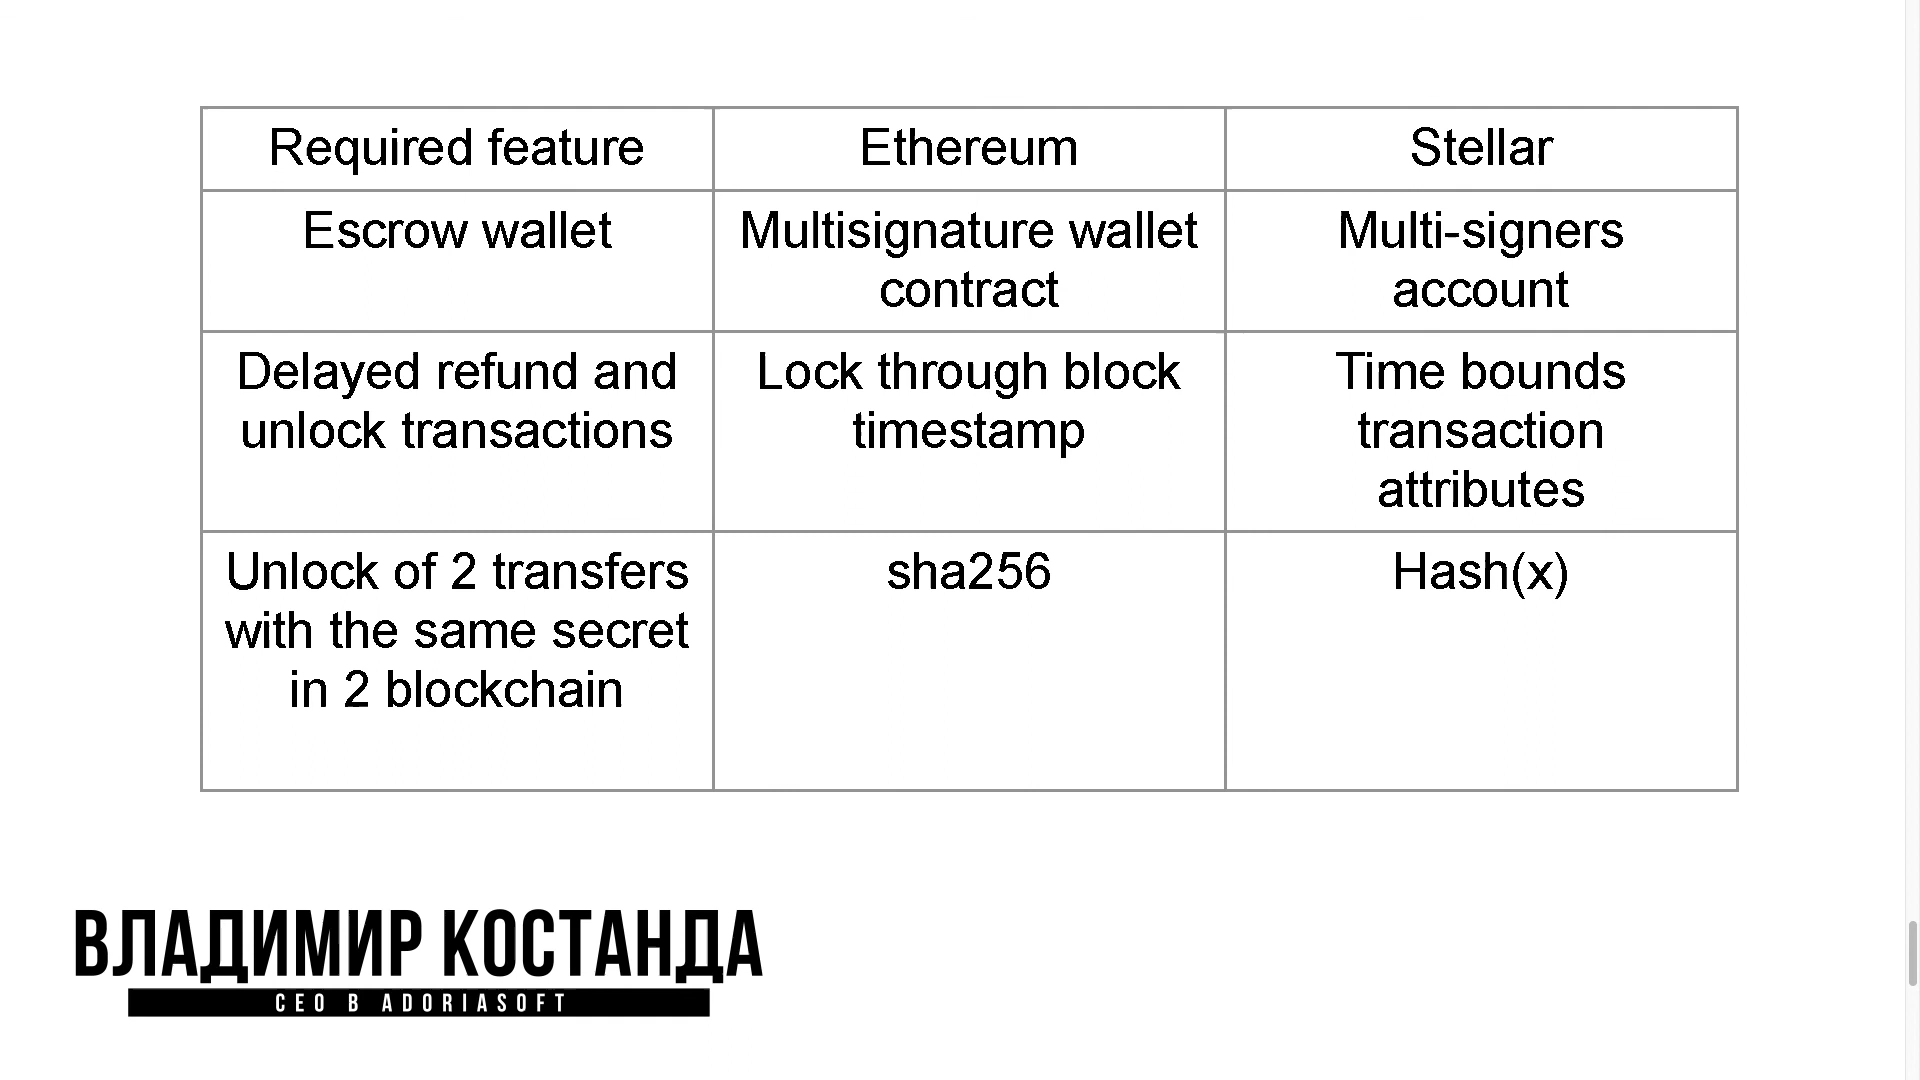 Required feature
Ethereum
Stellar
Escrow wallet
Multisignature wallet
contract
Multi-signers
account
Delayed refund and
unlock transactions
Lock through block
timestamp
Time bounds
transaction
attributes
Unlock of 2 transfers
with the same secret
in 2 blockchain
sha256
Hash(x)
ВЛАДИМИР КОСТАНДА
CEO В ADORIASOFT